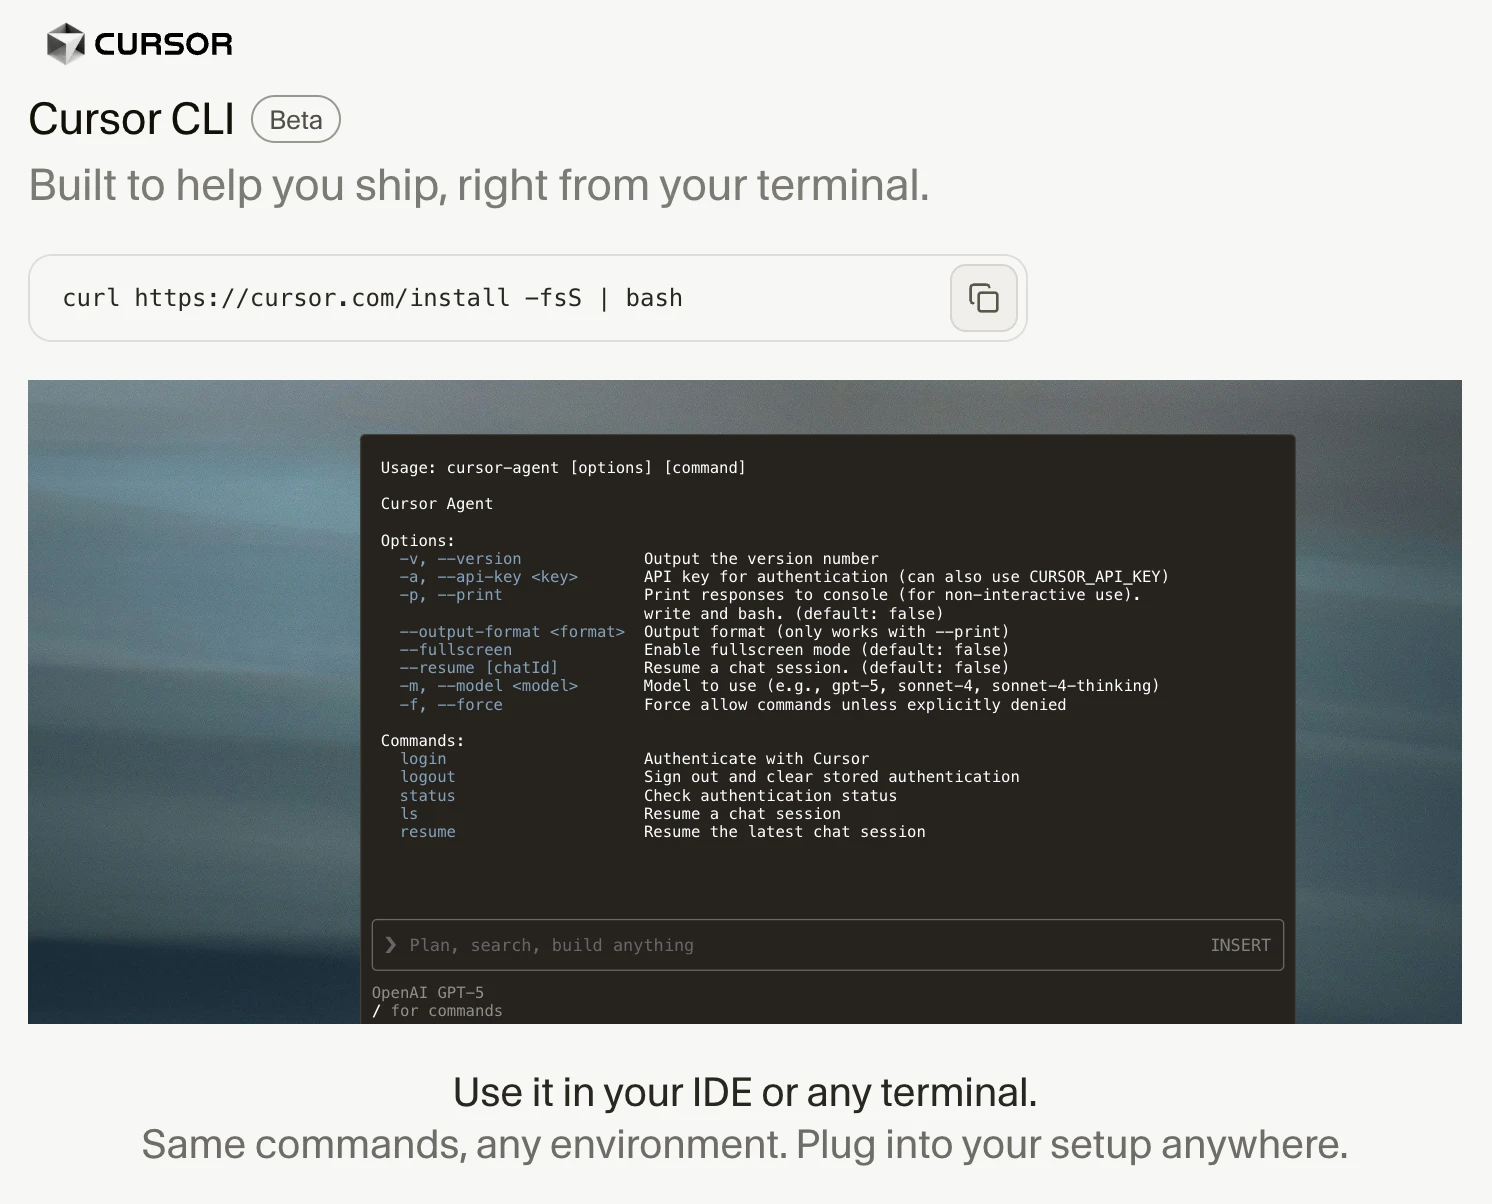 CURSOR
Cursor CLI Beta
Built to help you ship, right from your terminal.
curl https://cursor.com/install -fsS | bash
Usage: cursor-agent [options] [command]
Cursor Agent
Options:
-v, --version Output the version number
-a, --api-key <key> API key for authentication (can also use CURSOR_API_KEY)
-p, --print Print responses to console (for non-interactive use).
write and bash. (default: false)
--output-format <format> Output format (only works with --print)
--fullscreen Enable fullscreen mode (default: false)
--resume [chatId] Resume a chat session. (default: false)
-m, --model <model> Model to use (e.g., gpt-5, sonnet-4, sonnet-4-thinking)
-f, --force Force allow commands unless explicitly denied
Commands:
login Authenticate with Cursor
logout Sign out and clear stored authentication
status Check authentication status
ls Resume a chat session
resume Resume the latest chat session
❯ Plan, search, build anything INSERT
OpenAI GPT-5
/ for commands
Use it in your IDE or any terminal.
Same commands, any environment. Plug into your setup anywhere.